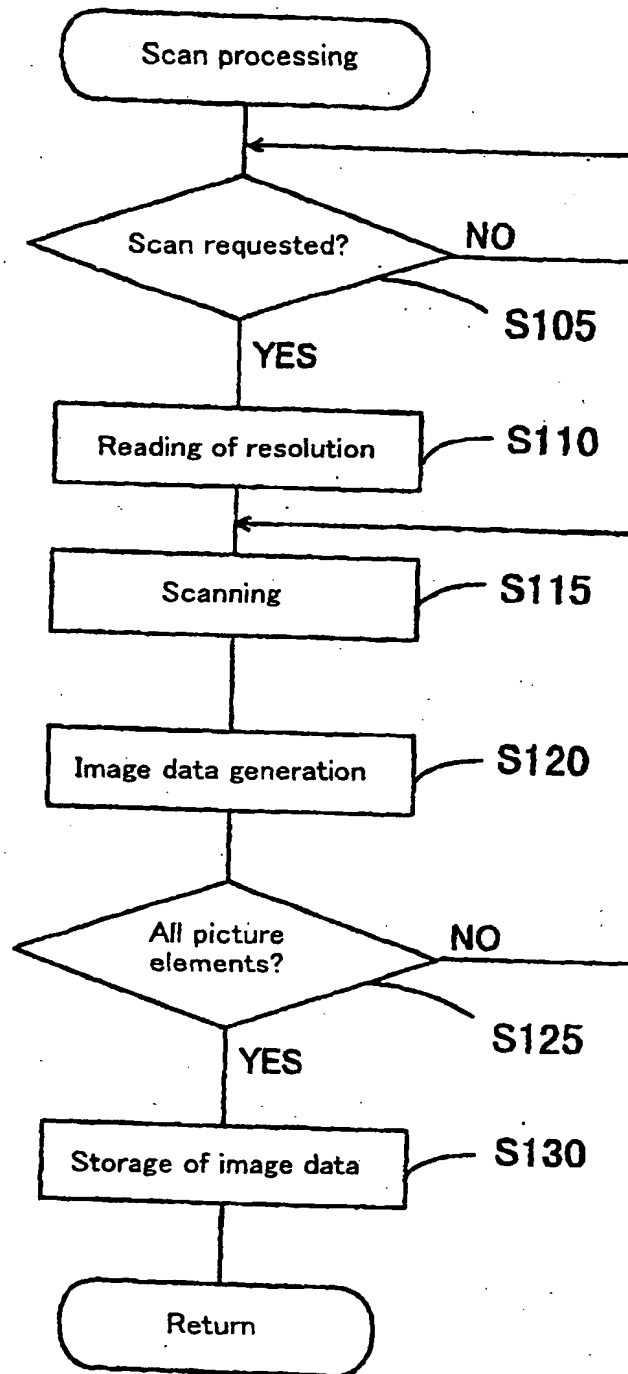 Scan processing
Scan requested?
NO
S105
YES
Reading of resolution
S110
Scanning
S115
Image data generation
S120
All picture
elements?
NO
S125
YES
Storage of image data
S130
Return